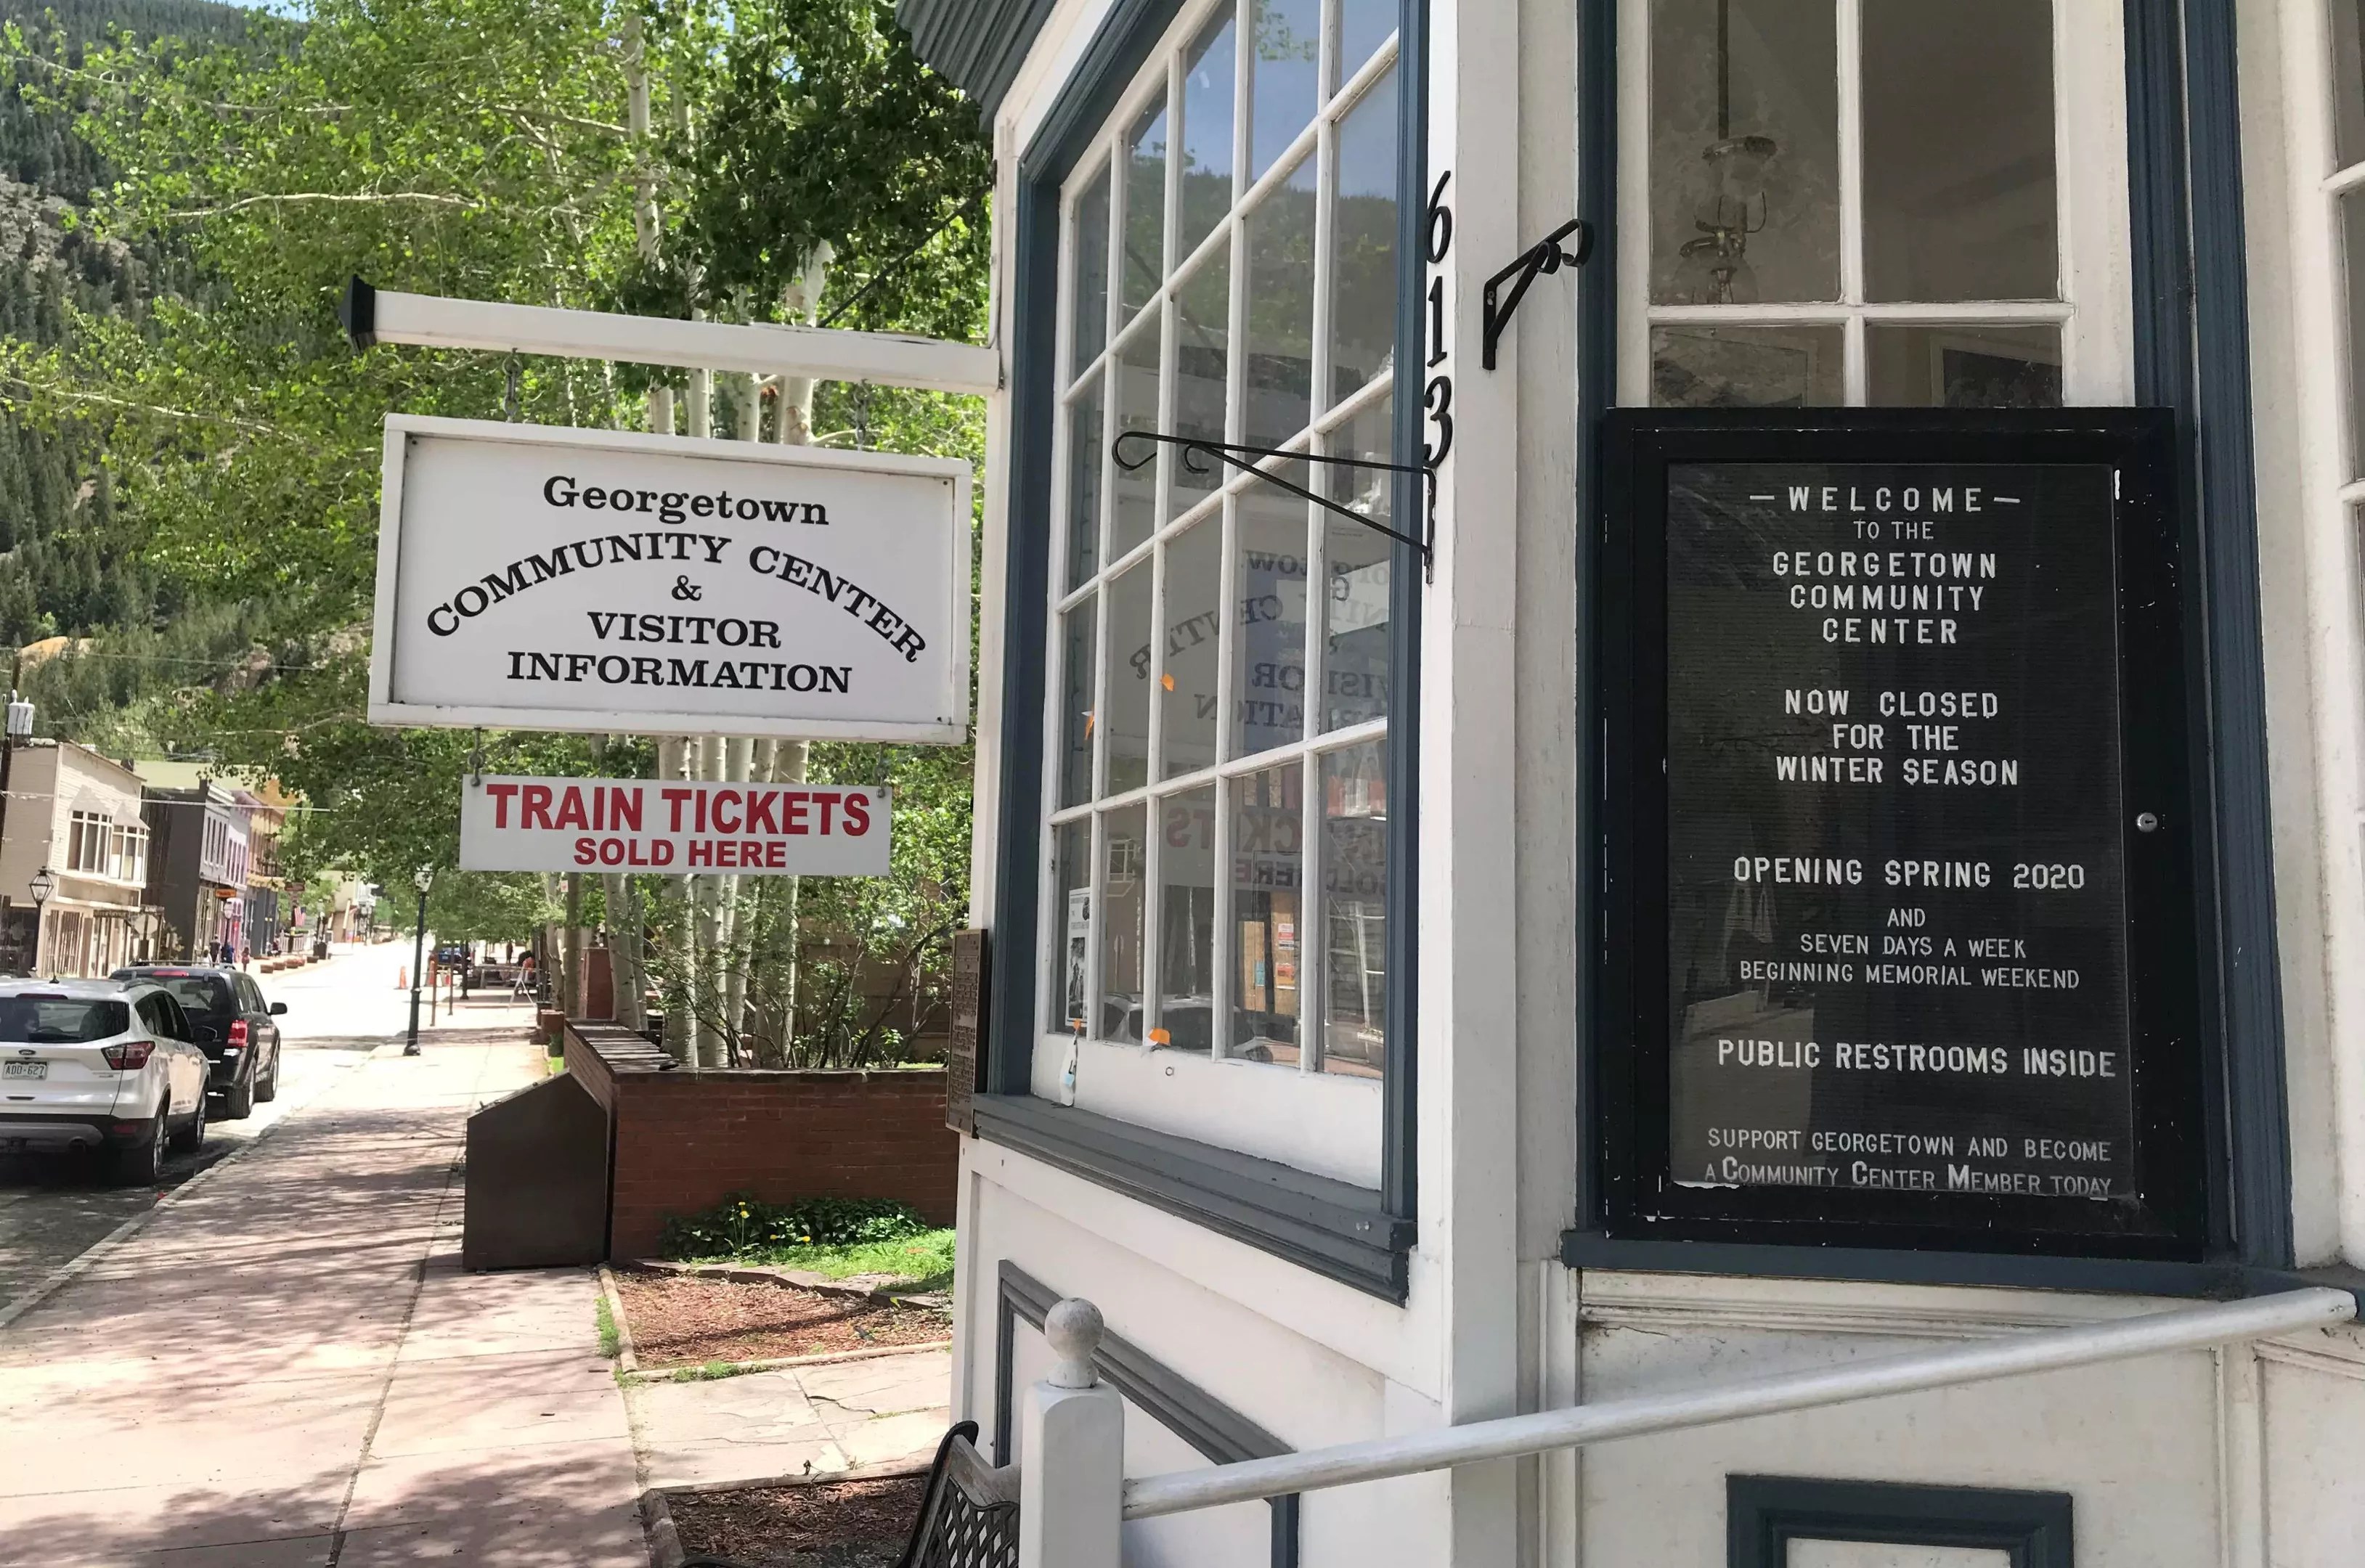 Georgetown
COMMUNITY CENTER
&
VISITOR
INFORMATION
TRAIN TICKETS
SOLD HERE
613
— WELCOME —
TO THE
GEORGETOWN
COMMUNITY
CENTER
NOW CLOSED
FOR THE
WINTER SEASON
OPENING SPRING 2020
AND
SEVEN DAYS A WEEK
BEGINNING MEMORIAL WEEKEND
PUBLIC RESTROOMS INSIDE
SUPPORT GEORGETOWN AND BECOME
A COMMUNITY CENTER MEMBER TODAY
ADD-627